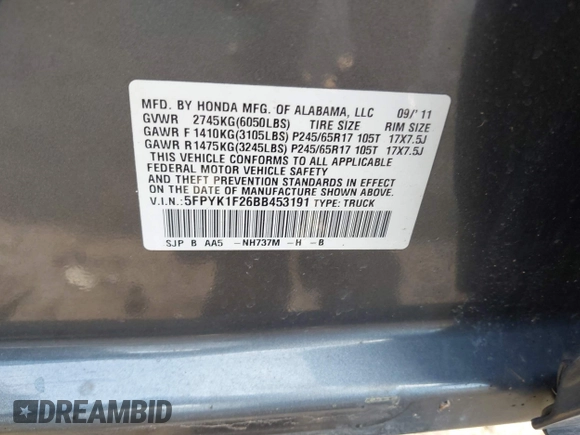 MFD. BY HONDA MFG. OF ALABAMA, LLC 09/'11
GVWR 2745KG(6050LBS) TIRE SIZE RIM SIZE
GAWR F 1410KG(3105LBS) P245/65R17 105T 17X7.5J
GAWR R1475KG(3245LBS) P245/65R17 105T 17X7.5J
THIS VEHICLE CONFORMS TO ALL APPLICABLE
FEDERAL MOTOR VEHICLE SAFETY
AND THEFT PREVENTION STANDARDS IN EFFECT
ON THE DATE OF MANUFACTURE SHOWN ABOVE.
V.I.N.:5FPYK1F26BB453191 TYPE:TRUCK
SJP B AA5 -NH737M -H -B
DREAMBID